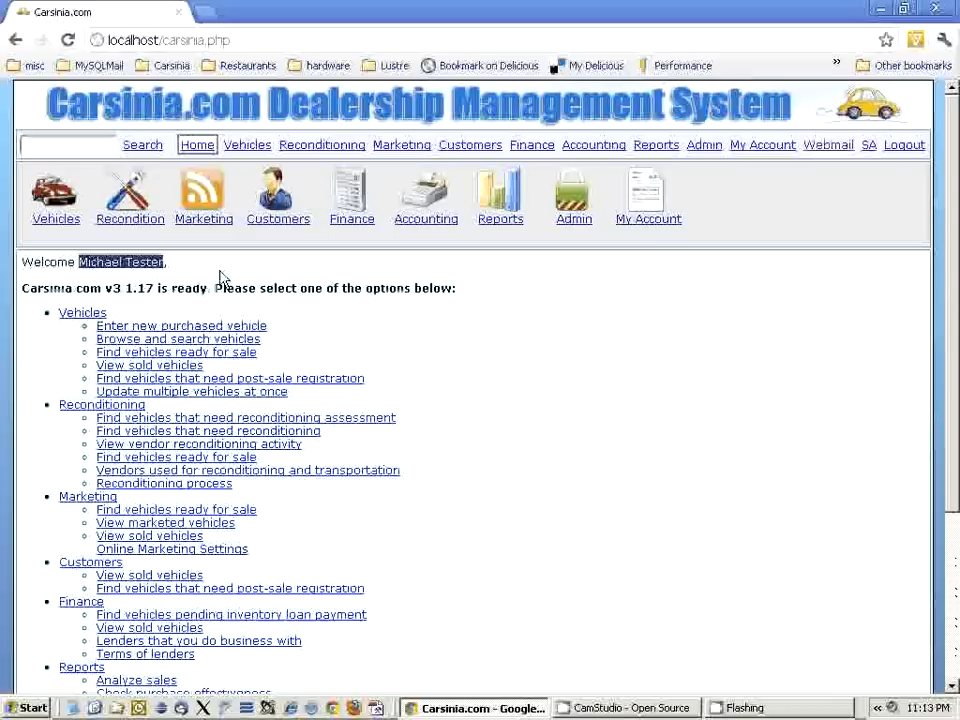 Carsinia.com
localhost/carsinia.php
misc MySQLMail Carsinia Restaurants hardware Lustre Bookmark on Delicious My Delicious Performance » Other bookmarks
Carsinia.com Dealership Management System
Search Home Vehicles Reconditioning Marketing Customers Finance Accounting Reports Admin My Account Webmail SA Logout
Vehicles Recondition Marketing Customers Finance Accounting Reports Admin My Account
Welcome Michael Tester,
Carsinia com v3 1.17 is ready. Please select one of the options below:
Vehicles
Enter new purchased vehicle
Browse and search vehicles
Find vehicles ready for sale
View sold vehicles
Find vehicles that need post-sale registration
Update multiple vehicles at once
Reconditioning
Find vehicles that need reconditioning assessment
Find vehicles that need reconditioning
View vendor reconditioning activity
Find vehicles ready for sale
Vendors used for reconditioning and transportation
Reconditioning process
Marketing
Find vehicles ready for sale
View marketed vehicles
View sold vehicles
Online Marketing Settings
Customers
View sold vehicles
Find vehicles that need post-sale registration
Finance
Find vehicles pending inventory loan payment
View sold vehicles
Lenders that you do business with
Terms of lenders
Reports
Analyze sales
Check purchase effectiveness
Start Carsinia.com - Google... CamStudio - Open Source Flashing « 11:13 PM